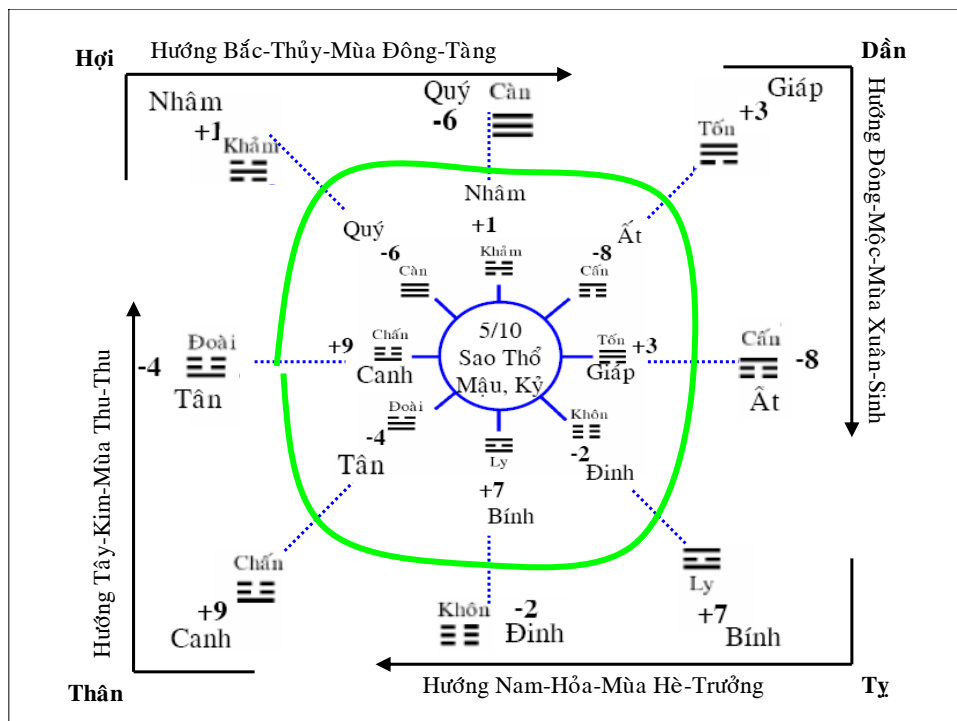 Hợi
Hướng Bắc-Thủy-Mùa Đông-Tàng
Dần
Nhâm
+1
Khảm
Quý
-6
Càn
Giáp
+3
Tốn
Hướng Đông-Mộc-Mùa Xuân-Sinh
Nhâm
+1
Khảm
Quý
-6
Càn
Ất
-8
Cấn
5/10
Sao Thổ
Mậu, Kỷ
Chấn
+9
Canh
Tốn
+3
Giáp
Đoài
-4
Tân
Cấn
-8
Ất
Đoài
-4
Tân
Ly
+7
Bính
Khôn
-2
Đinh
Hướng Tây-Kim-Mùa Thu-Thu
Chấn
+9
Canh
Khôn
-2
Đinh
Ly
+7
Bính
Thân
Hướng Nam-Hỏa-Mùa Hè-Trưởng
Tỵ